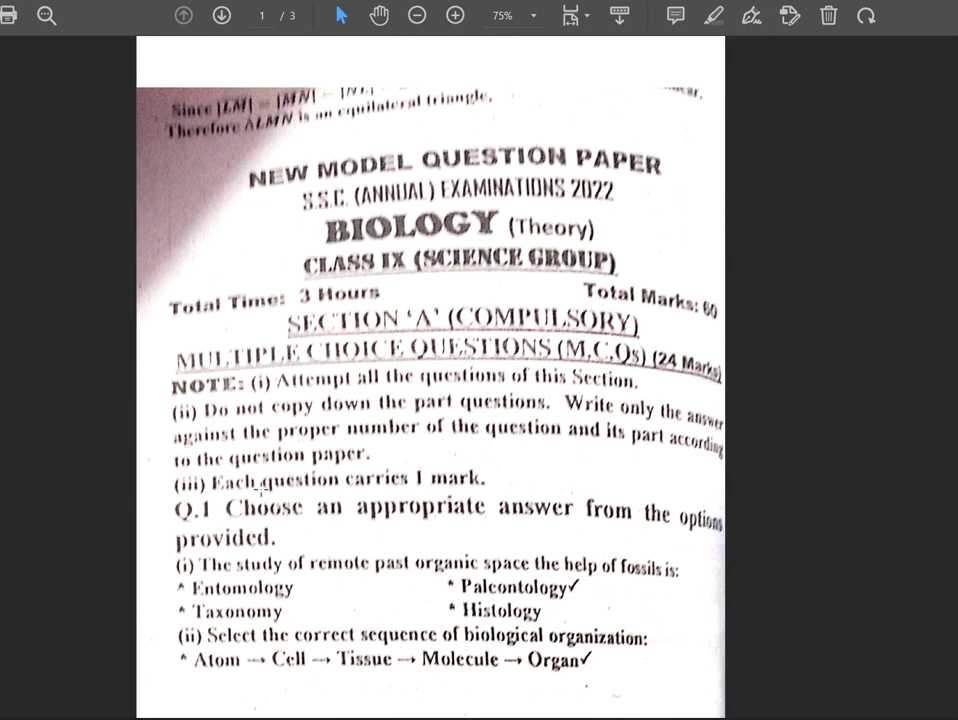 1 / 3
75%
Since |LM| = |MN|
Therefore ΔLMN is an equilateral triangle.
NEW MODEL QUESTION PAPER
S.S.C. (ANNUAL) EXAMINATIONS 2022
BIOLOGY (Theory)
CLASS IX (SCIENCE GROUP)
Total Time: 3 Hours Total Marks: 60
SECTION ‘A’ (COMPULSORY)
MULTIPLE CHOICE QUESTIONS (M.C.Qs) (24 Marks)
NOTE: (i) Attempt all the questions of this Section.
(ii) Do not copy down the part questions. Write only the answer
against the proper number of the question and its part according
to the question paper.
(iii) Each question carries 1 mark.
Q.1 Choose an appropriate answer from the options
provided.
(i) The study of remote past organic space the help of fossils is:
* Entomology * Paleontology✓
* Taxonomy * Histology
(ii) Select the correct sequence of biological organization:
* Atom → Cell → Tissue → Molecule → Organ✓